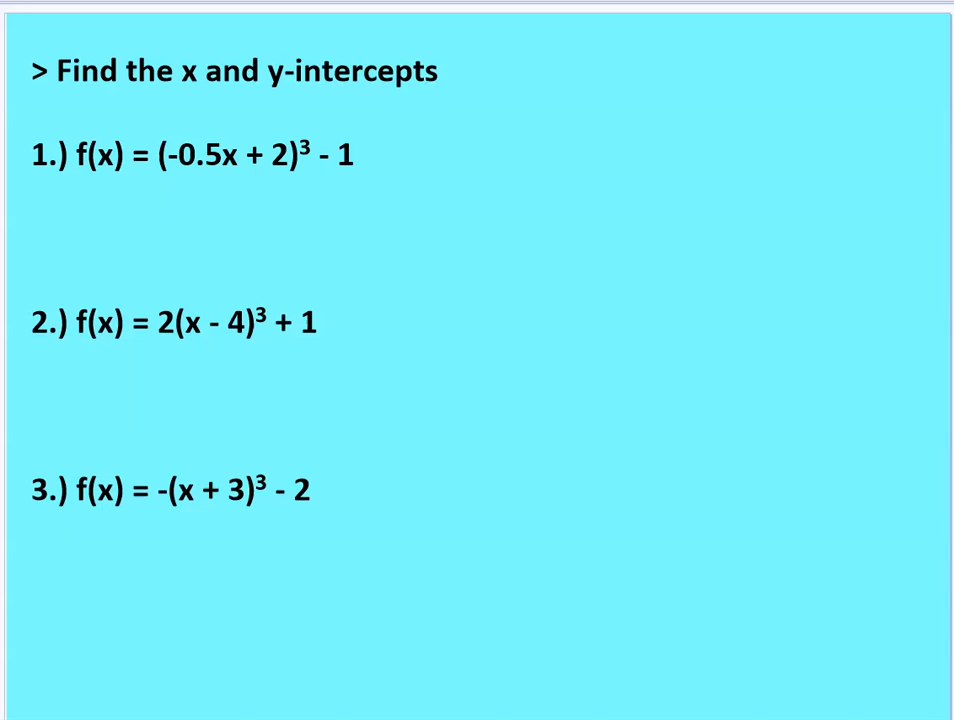 > Find the x and y-intercepts
1.) f(x) = (-0.5x + 2)³ - 1
2.) f(x) = 2(x - 4)³ + 1
3.) f(x) = -(x + 3)³ - 2